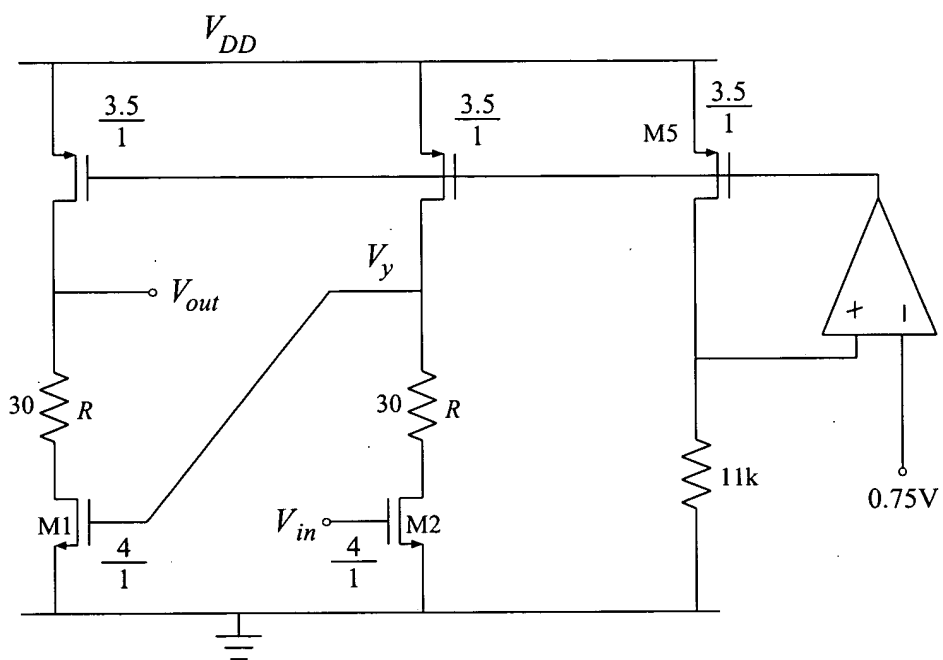 V_DD
3.5/1
3.5/1
M5
3.5/1
V_y
V_out
+ −
30 R
30 R
11k
0.75V
M1
4/1
V_in
4/1
M2